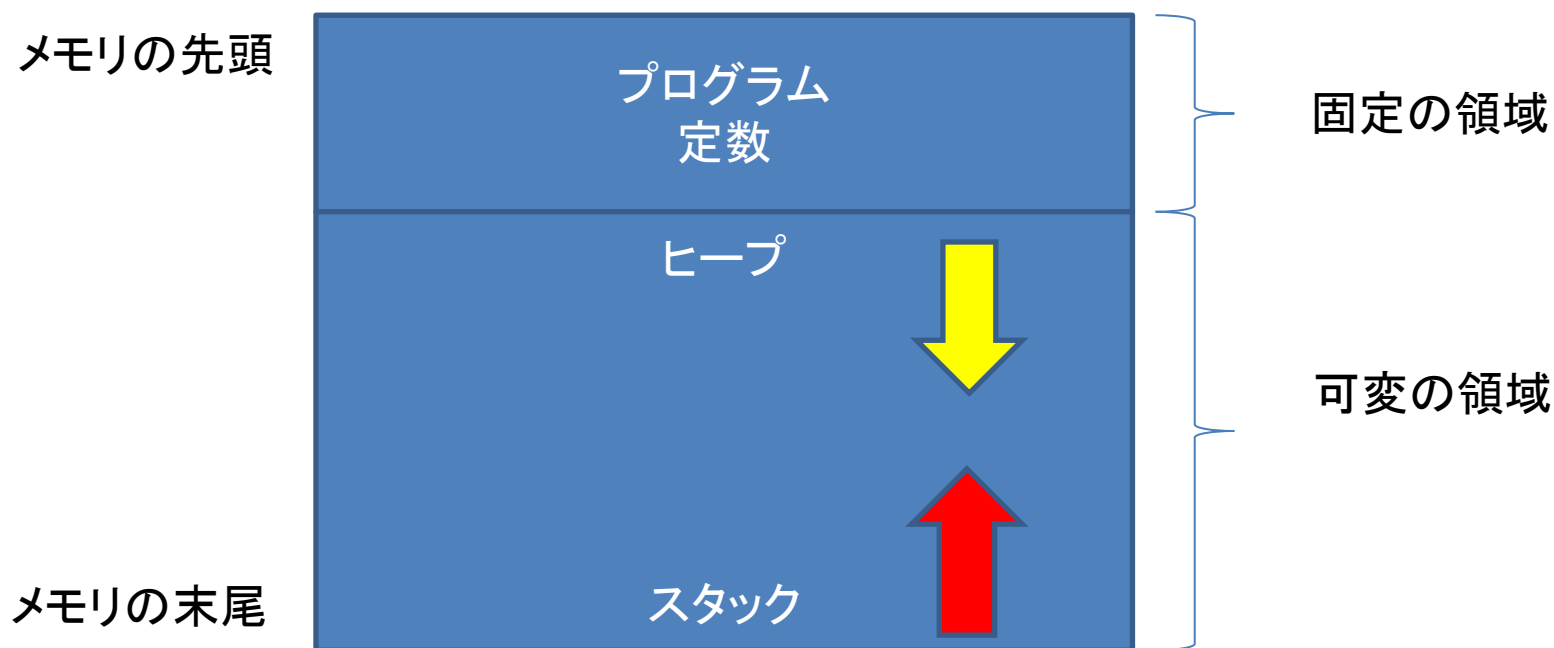 メモリの先頭
プログラム
定数
固定の領域
ヒープ
可変の領域
メモリの末尾
スタック